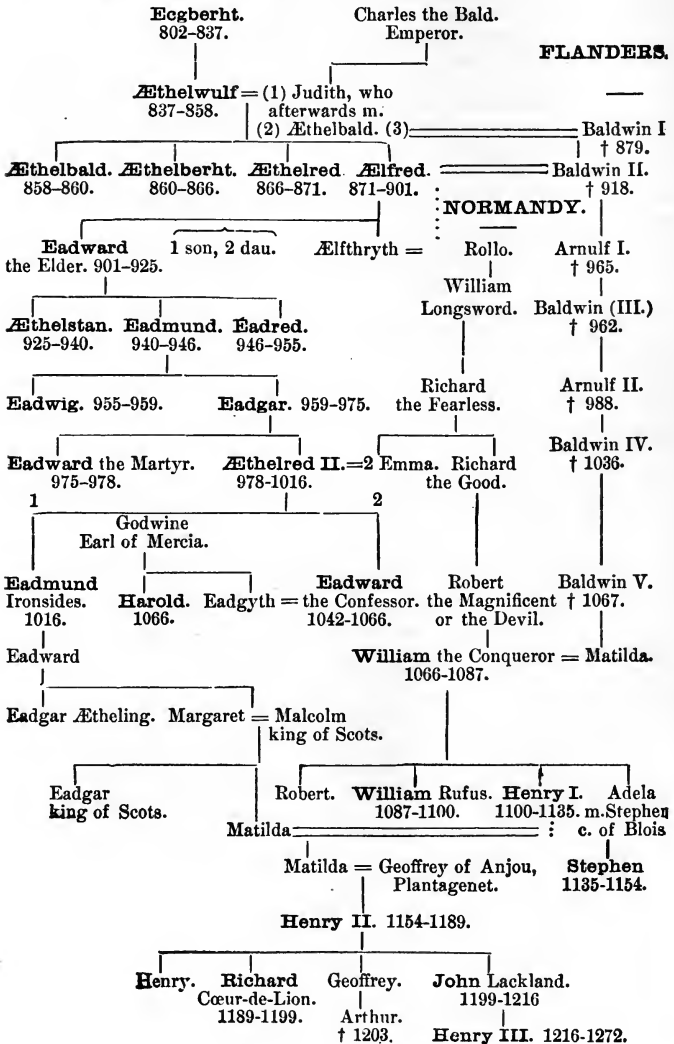 Ecgberht. Charles the Bald.
802-837. Emperor.
FLANDERS.
Æthelwulf = (1) Judith, who
837-858. afterwards m.
(2) Æthelbald. (3) Baldwin I
† 879.
Æthelbald. Æthelberht. Æthelred Ælfred. Baldwin II.
858-860. 860-866. 866-871. 871-901. † 918.
NORMANDY.
Eadward 1 son, 2 dau. Ælfthryth = Rollo. Arnulf I.
the Elder. 901-925. † 965.
William
Longsword. Baldwin (III.)
Æthelstan. Eadmund. Eadred. † 962.
925-940. 940-946. 946-955.
Richard Arnulf II.
Eadwig. 955-959. Eadgar. 959-975. the Fearless. † 988.
Baldwin IV.
Eadward the Martyr. Æthelred II.=2 Emma. Richard † 1036.
975-978. 978-1016. the Good.
1 2
Godwine
Earl of Mercia.
Eadmund Eadward Robert Baldwin V.
Ironsides. Harold. Eadgyth = the Confessor. the Magnificent † 1067.
1016. 1066. 1042-1066. or the Devil.
Eadward William the Conqueror = Matilda.
1066-1087.
Eadgar Ætheling. Margaret = Malcolm
king of Scots.
Eadgar Robert. William Rufus. Henry I. Adela
king of Scots. 1087-1100. 1100-1135. m.Stephen
Matilda c. of Blois
Matilda = Geoffrey of Anjou, Stephen
Plantagenet. 1135-1154.
Henry II. 1154-1189.
Henry. Richard Geoffrey. John Lackland.
Cœur-de-Lion. 1199-1216
1189-1199. Arthur.
† 1203. Henry III. 1216-1272.